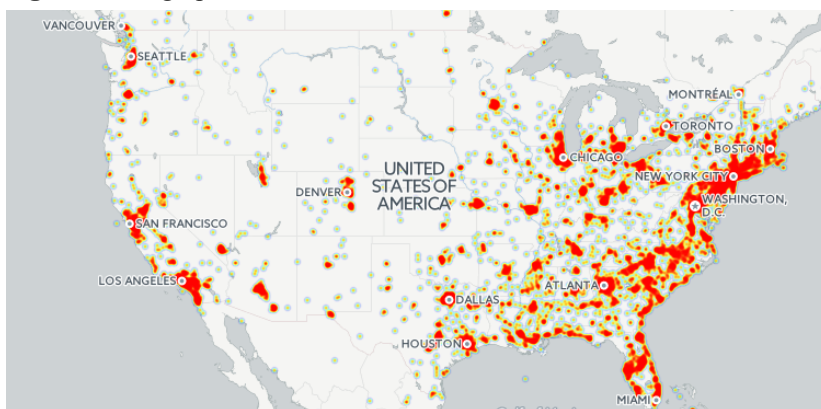 VANCOUVER
SEATTLE
MONTRÉAL
TORONTO
BOSTON
CHICAGO
NEW YORK CITY
UNITED
STATES OF
AMERICA
DENVER
WASHINGTON,
D.C.
SAN FRANCISCO
LOS ANGELES
ATLANTA
DALLAS
HOUSTON
MIAMI